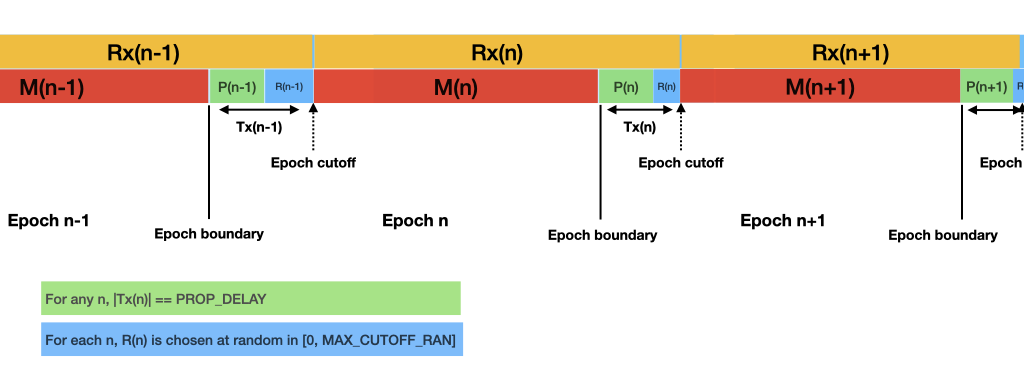 Rx(n-1) Rx(n) Rx(n+1)
M(n-1) P(n-1) R(n-1) M(n) P(n) R(n) M(n+1) P(n+1) R
Tx(n-1) Tx(n)
Epoch cutoff Epoch cutoff Epoch
Epoch n-1 Epoch n Epoch n+1
Epoch boundary Epoch boundary Epoch boundary
For any n, |Tx(n)| == PROP_DELAY
For each n, R(n) is chosen at random in [0, MAX_CUTOFF_RAN]